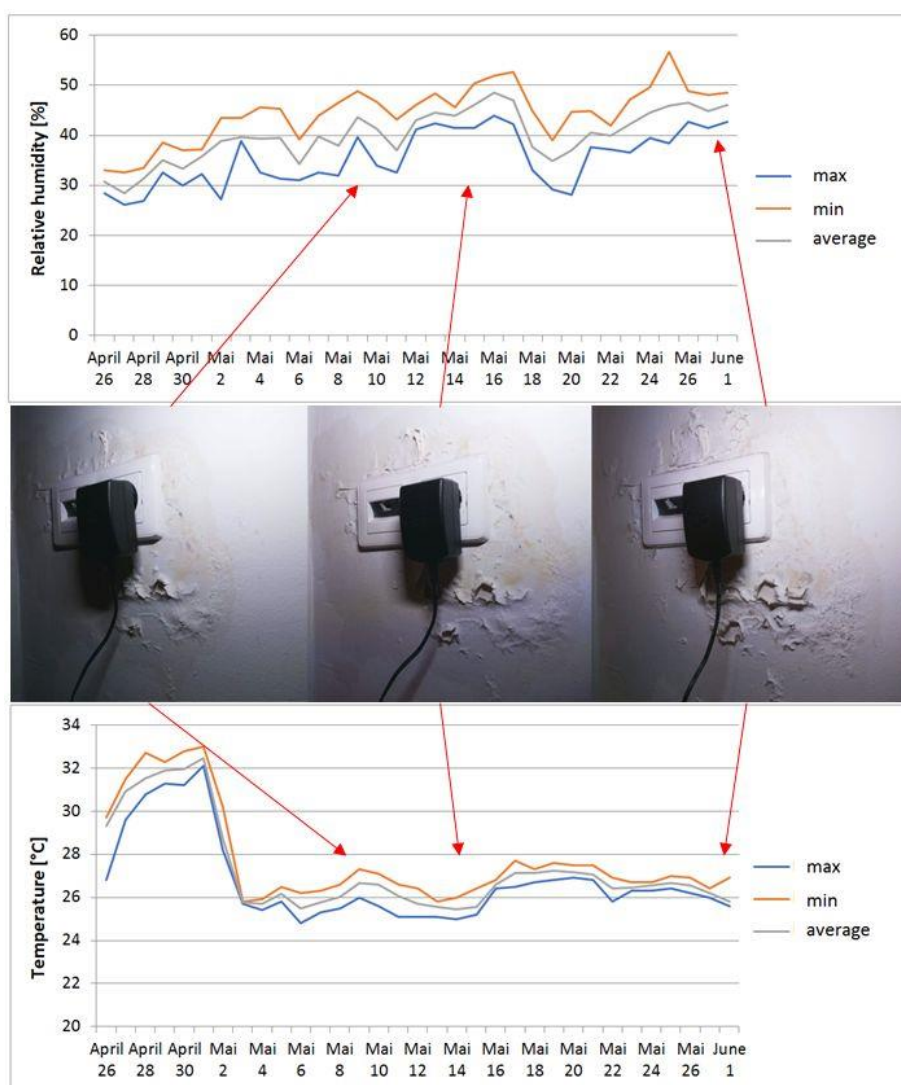 60
50
40
30
20
10
0
Relative humidity [%]
April April April Mai Mai Mai Mai Mai Mai Mai Mai Mai Mai Mai Mai Mai June
26 28 30 2 4 6 8 10 12 14 16 18 20 22 24 26 1
max
min
average
34
32
30
28
26
24
22
20
Temperature [°C]
April April April Mai Mai Mai Mai Mai Mai Mai Mai Mai Mai Mai Mai Mai June
26 28 30 2 4 6 8 10 12 14 16 18 20 22 24 26 1
max
min
average